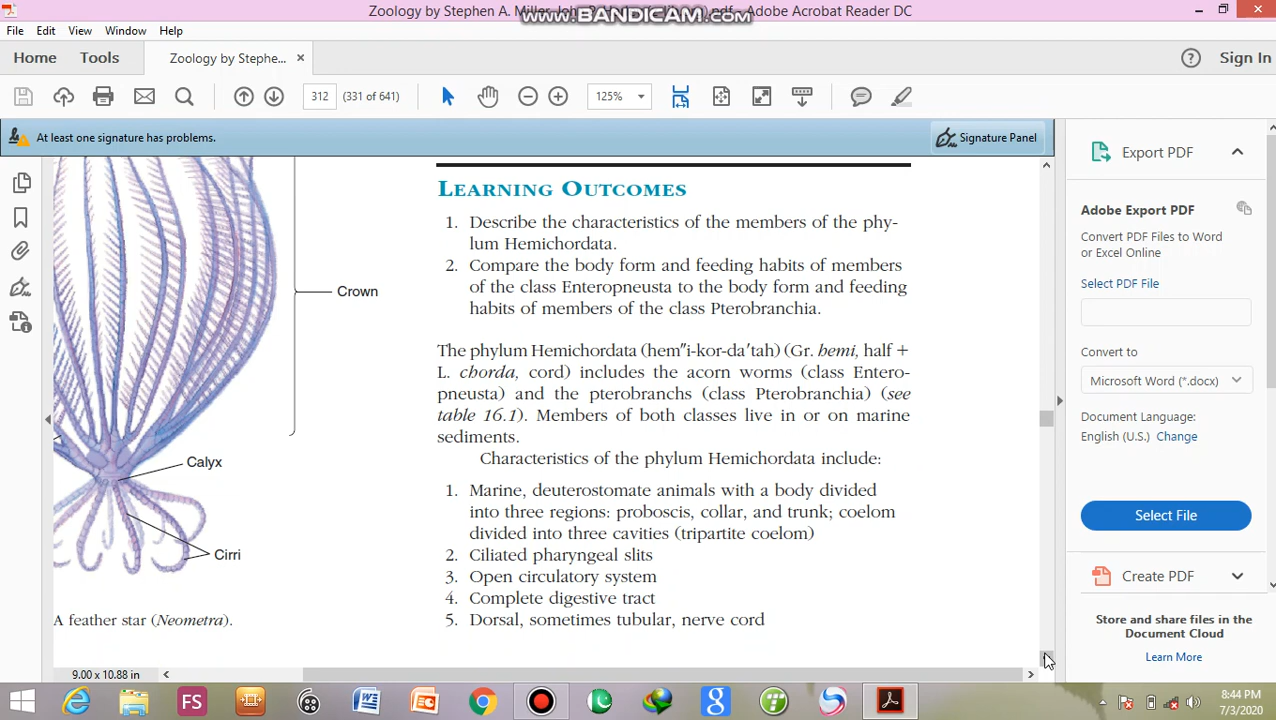 Zoology by Stephen A. Miller, Joh
www.BANDICAM.com
.pdf - Adobe Acrobat Reader DC
File Edit View Window Help
Home Tools Zoology by Stephe... × Sign In
312 (331 of 641) 125%
At least one signature has problems.
Signature Panel
Crown
Calyx
Cirri
A feather star (Neometra).
LEARNING OUTCOMES
1. Describe the characteristics of the members of the phy-
lum Hemichordata.
2. Compare the body form and feeding habits of members
of the class Enteropneusta to the body form and feeding
habits of members of the class Pterobranchia.
The phylum Hemichordata (hem″i-kor-da′tah) (Gr. hemi, half +
L. chorda, cord) includes the acorn worms (class Entero-
pneusta) and the pterobranchs (class Pterobranchia) (see
table 16.1). Members of both classes live in or on marine
sediments.
Characteristics of the phylum Hemichordata include:
1. Marine, deuterostomate animals with a body divided
into three regions: proboscis, collar, and trunk; coelom
divided into three cavities (tripartite coelom)
2. Ciliated pharyngeal slits
3. Open circulatory system
4. Complete digestive tract
5. Dorsal, sometimes tubular, nerve cord
9.00 x 10.88 in
Export PDF
Adobe Export PDF
Convert PDF Files to Word
or Excel Online
Select PDF File
Convert to
Microsoft Word (*.docx)
Document Language:
English (U.S.) Change
Select File
Create PDF
Store and share files in the
Document Cloud
Learn More
FS
8:44 PM
7/3/2020